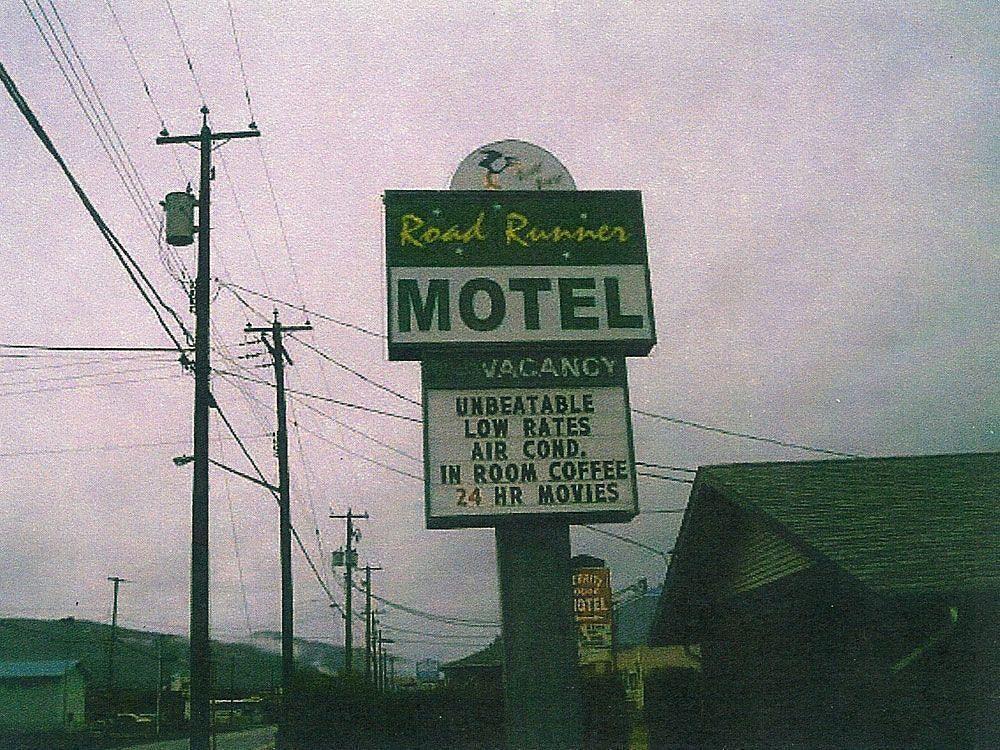 Road Runner
MOTEL
VACANCY
UNBEATABLE
LOW RATES
AIR COND.
IN ROOM COFFEE
24 HR MOVIES